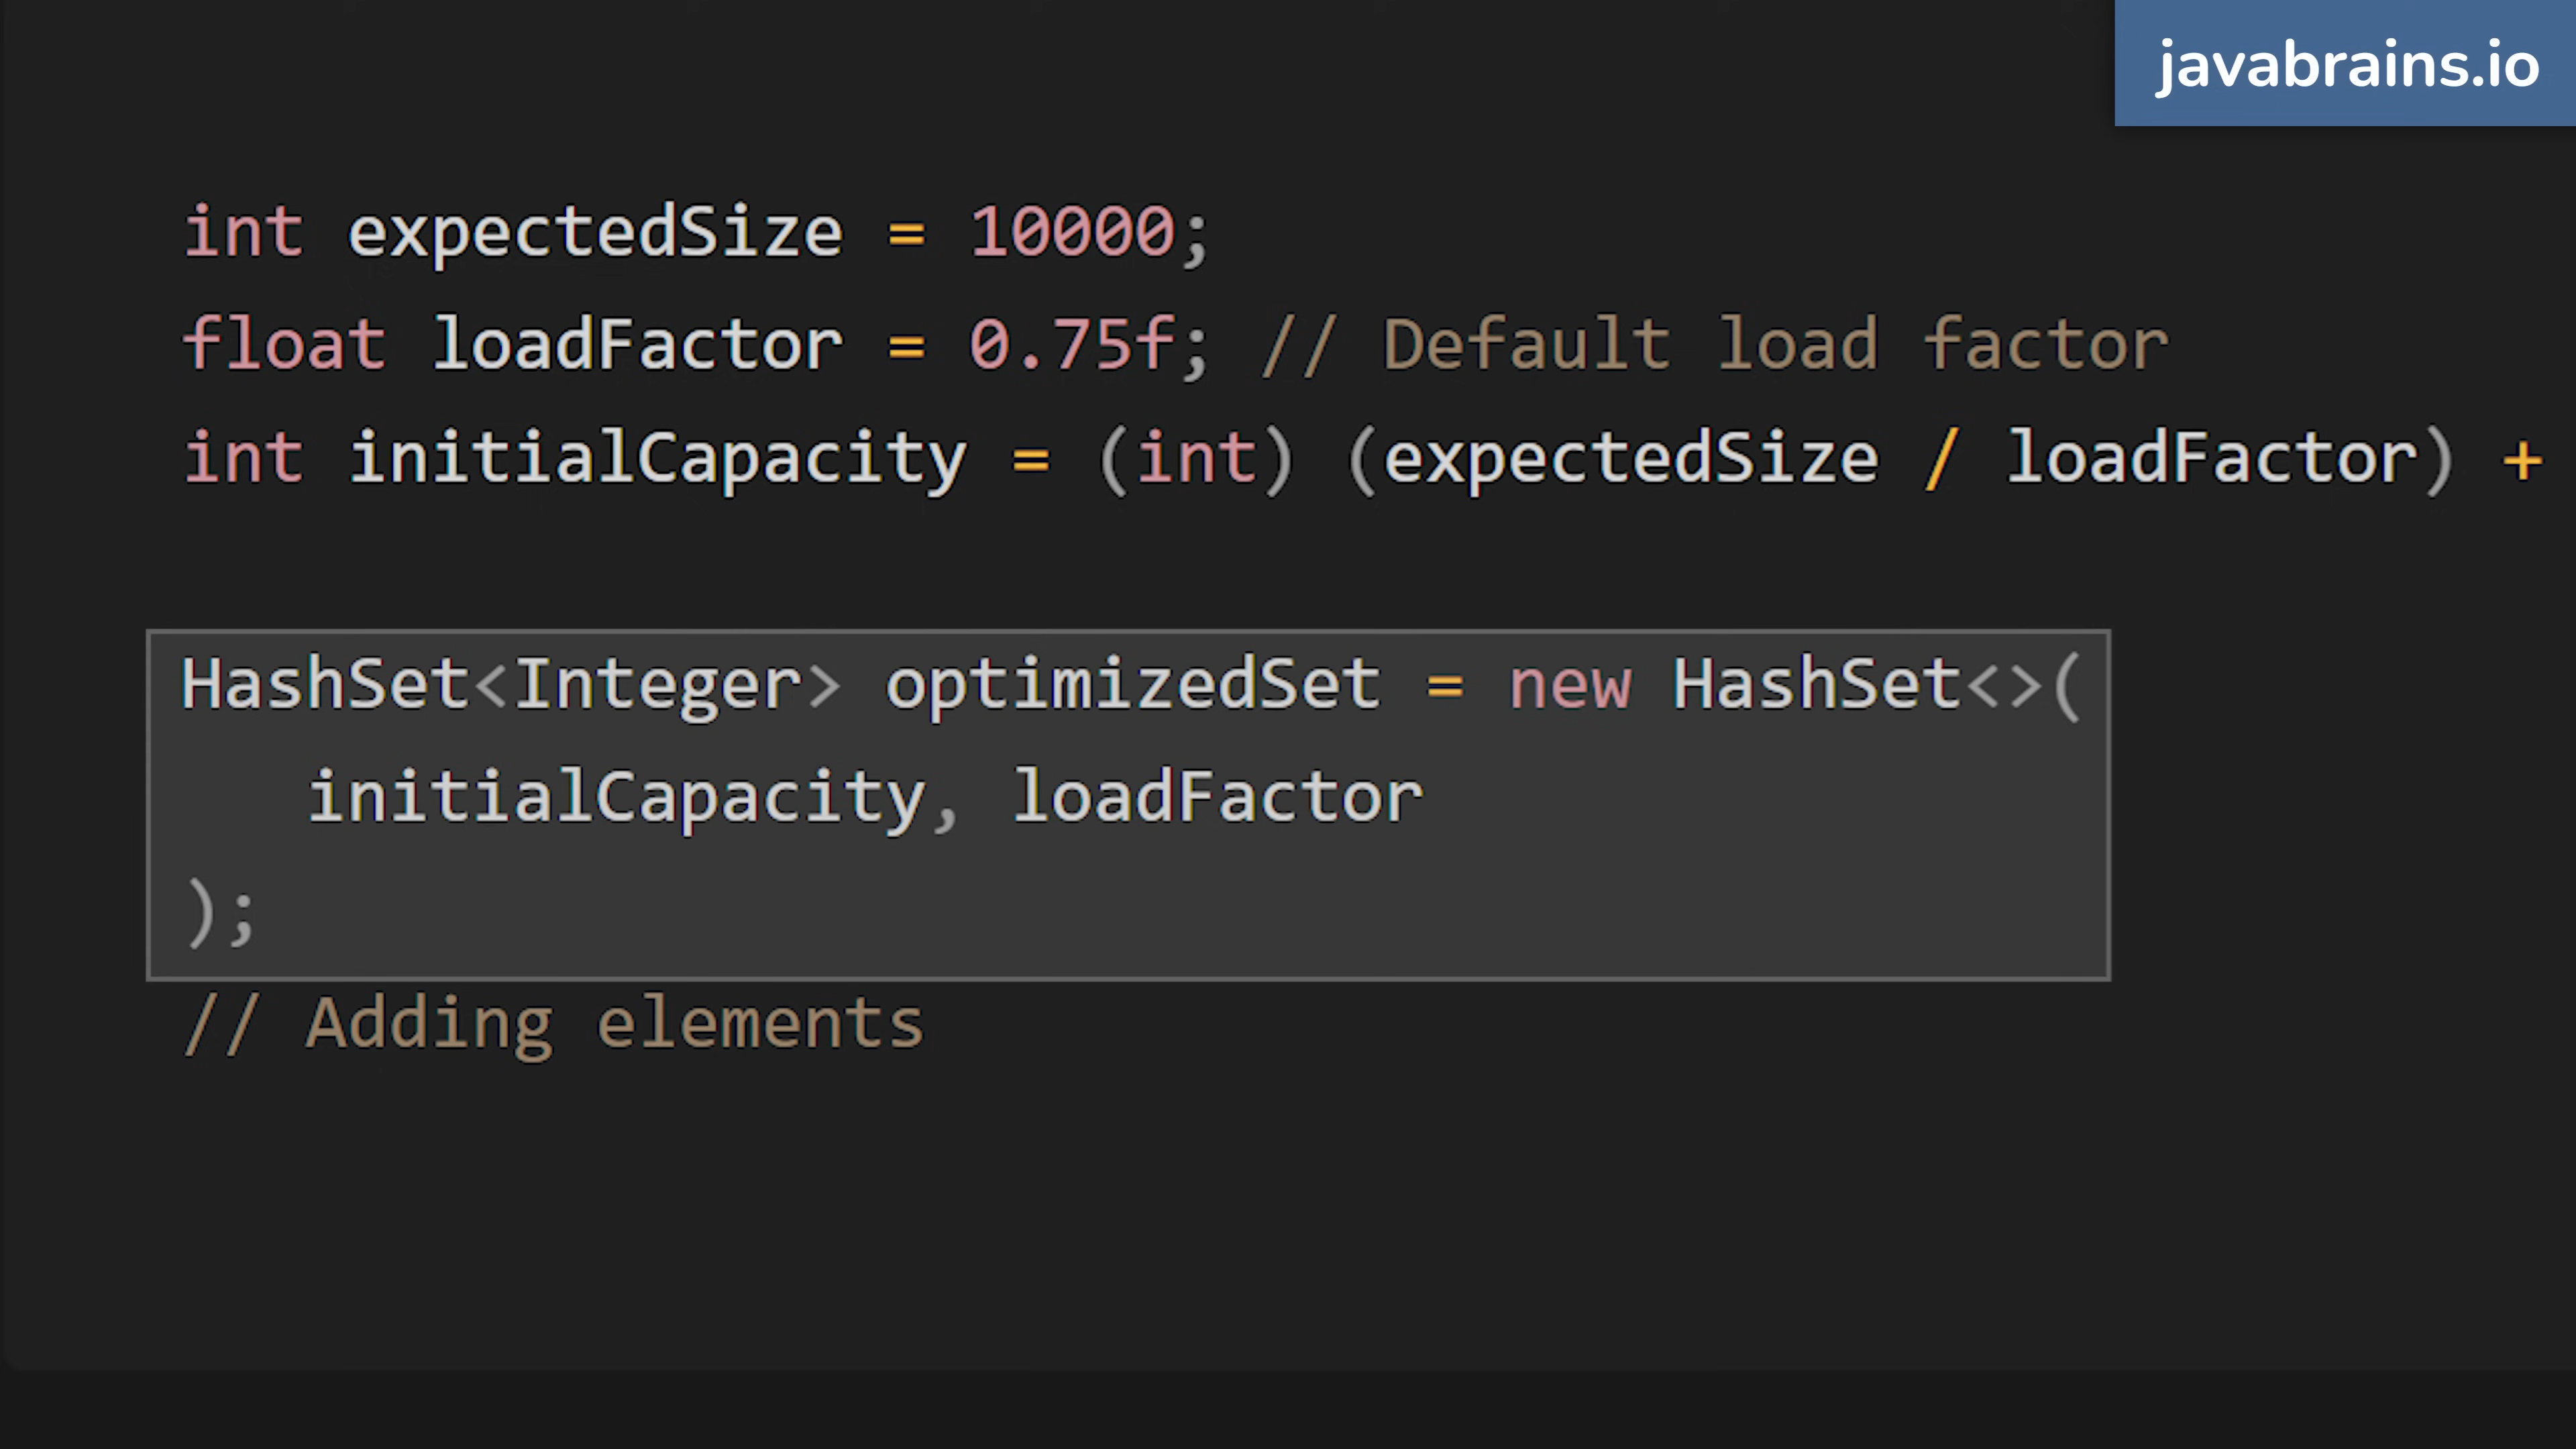 javabrains.io
int expectedSize = 10000;
float loadFactor = 0.75f; // Default load factor
int initialCapacity = (int) (expectedSize / loadFactor) +
HashSet<Integer> optimizedSet = new HashSet<>(
initialCapacity, loadFactor
);
// Adding elements